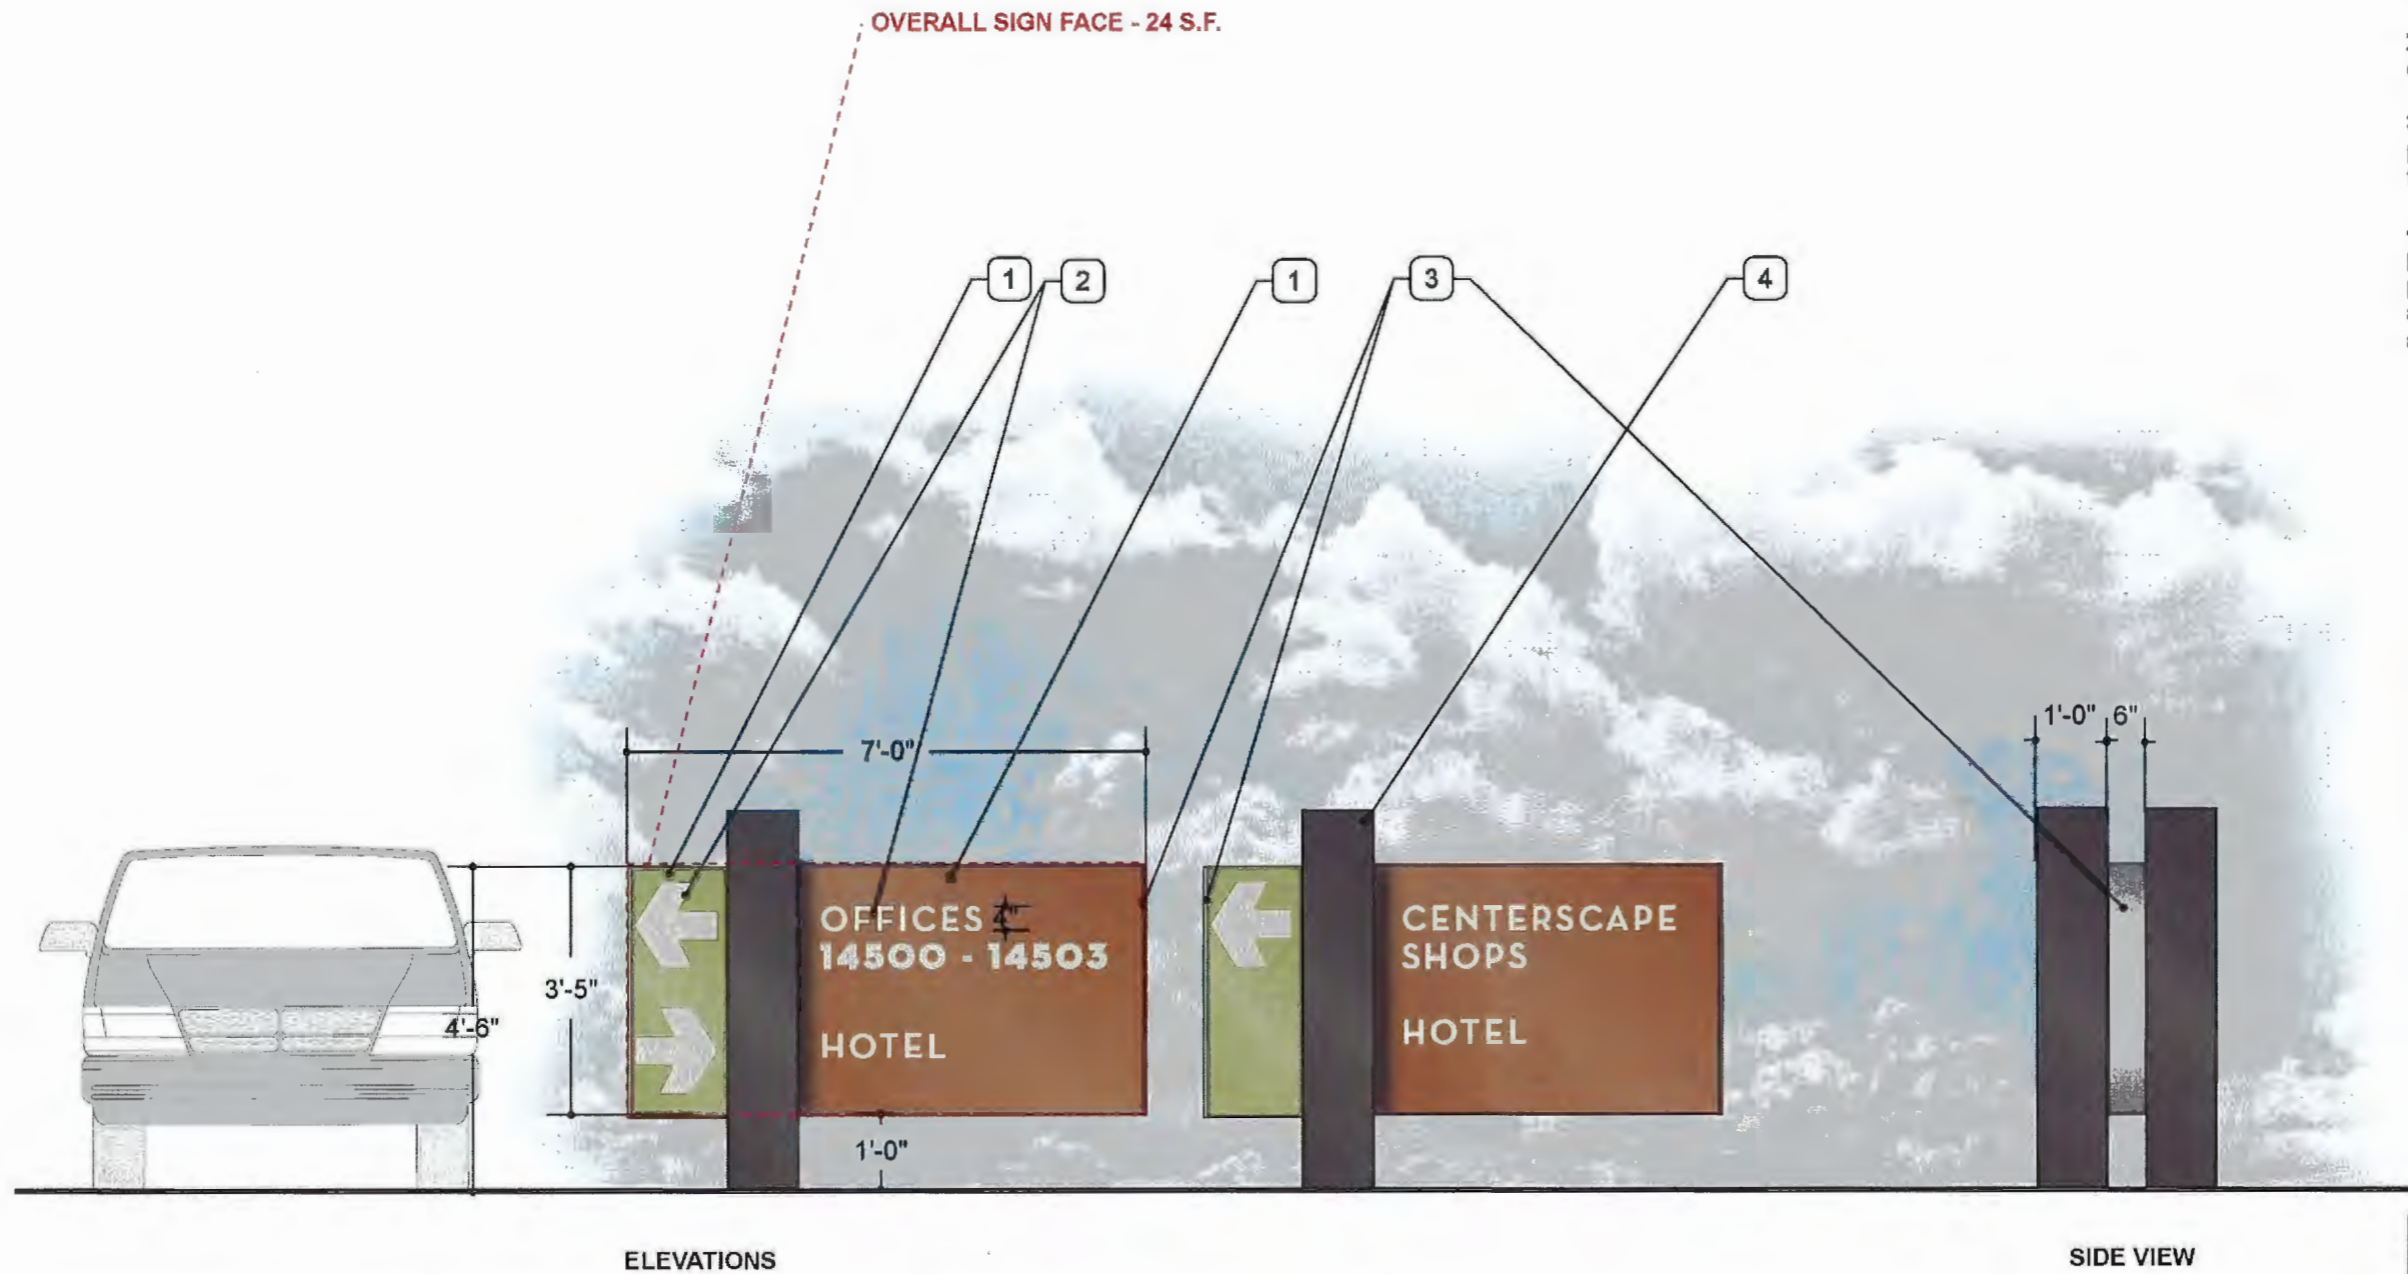 OVERALL SIGN FACE - 24 S.F.
1
2
1
3
4
1'-0" 6"
7'-0"
OFFICES 4"
14500 - 14503
HOTEL
CENTERSCAPE
SHOPS
HOTEL
3'-5"
4'-6"
1'-0"
ELEVATIONS
SIDE VIEW